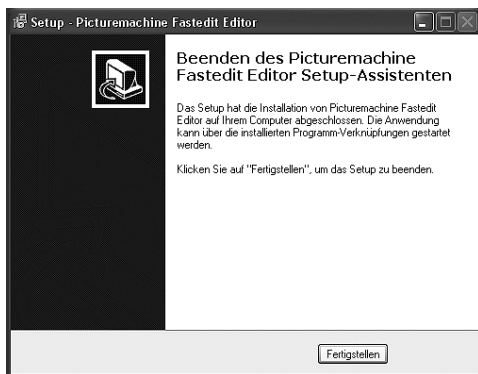 Setup - Picturemachine Fastedit Editor
Beenden des Picturemachine
Fastedit Editor Setup-Assistenten
Das Setup hat die Installation von Picturemachine Fastedit
Editor auf Ihrem Computer abgeschlossen. Die Anwendung
kann über die installierten Programm-Verknüpfungen gestartet
werden.
Klicken Sie auf "Fertigstellen", um das Setup zu beenden.
Fertigstellen